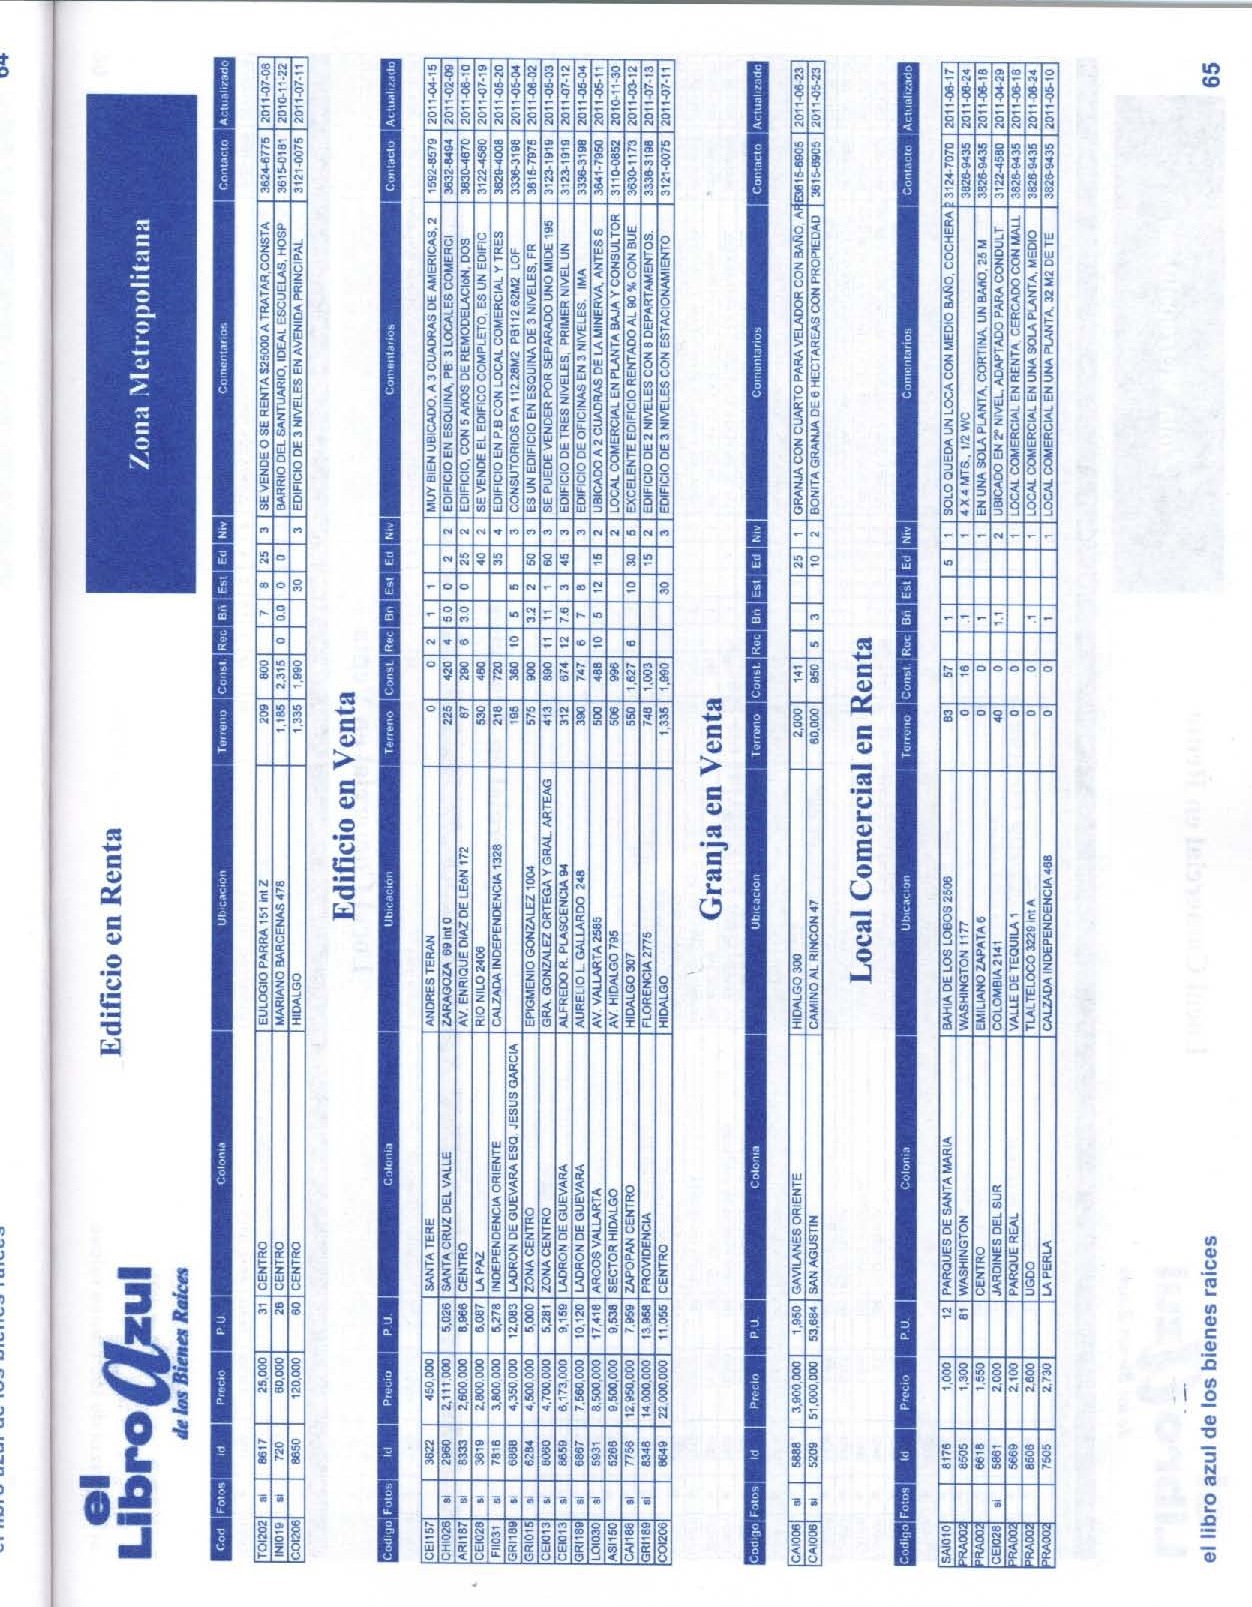 64
el libro azul de los bienes raíces
el
Libro azul
de los Bienes Raíces
Zona Metropolitana
Edificio en Renta
Cod Fotos Id Precio P.U. Colonia Ubicacion Terreno Const. Rec Bñ Est Ed Niv Comentarios Contacto Actualizado
TOI202 si 8617 25,000 31 CENTRO EULOGIO PARRA 151 int Z 209 800 7 8 25 3 SE VENDE O SE RENTA $25000 A TRATAR,CONSTA 3624-6775 2011-07-08
INI019 si 720 60,000 26 CENTRO MARIANO BARCENAS 478 1,185 2,315 0 0.0 0 0 BARRIO DEL SANTUARIO, IDEAL ESCUELAS, HOSP 3615-0181 2010-11-22
COI206 8650 120,000 60 CENTRO HIDALGO 1,335 1,990 30 3 EDIFICIO DE 3 NIVELES EN AVENIDA PRINCIPAL 3121-0075 2011-07-11
Edificio en Venta
Codigo Fotos Id Precio P.U. Colonia Ubicacion Terreno Const. Rec Bñ Est Ed Niv Comentarios Contacto Actualizado
CEI157 3622 450,000 SANTA TERE ANDRES TERAN 0 0 2 1 1 MUY BIEN UBICADO, A 3 CUADRAS DE AMERICAS, 2 1592-8579 2011-04-15
CHI026 si 2960 2,111,000 5,026 SANTA CRUZ DEL VALLE ZARAGOZA 69 int 0 225 420 4 5.0 0 2 2 EDIFICIO EN ESQUINA, PB: 3 LOCALES COMERCI 3632-8494 2011-02-09
ARI187 si 8333 2,600,000 8,966 CENTRO AV. ENRIQUE DIAZ DE LEóN 172 87 290 6 3.0 0 25 2 EDIFICIO, CON 5 AñOS DE REMODELACIóN, DOS 3630-4670 2011-06-10
CEI028 si 3619 2,800,000 6,087 LA PAZ RIO NILO 2406 530 460 40 2 SE VENDE EL EDIFICO COMPLETO, ES UN EDIFIC 3122-4580 2011-07-19
FII031 si 7816 3,800,000 5,278 INDEPENDENCIA ORIENTE CALZADA INDEPENDENCIA 1328 218 720 35 4 EDIFICIO EN P.B CON LOCAL COMERCIAL Y TRES 3629-4008 2011-05-20
GRI189 si 6868 4,350,000 12,083 LADRON DE GUEVARA ESQ. JESUS GARCIA 195 360 10 5 5 3 CONSUTORIOS PA 112.28M2 PB112.62M2 LOF 3336-3198 2011-05-04
GRI015 si 6284 4,500,000 5,000 ZONA CENTRO EPIGMENIO GONZALEZ 1004 575 900 3.2 2 50 3 ES UN EDIFICIO EN ESQUINA DE 3 NIVELES, FR 3616-7976 2011-06-02
CEI013 si 8060 4,700,000 5,281 ZONA CENTRO GRA. GONZALEZ ORTEGA Y GRAL. ARTEAG 413 890 11 11 1 60 3 SE PUEDE VENDER POR SEPARADO UNO MIDE 195 3123-1919 2011-05-03
CEI013 si 8659 6,173,000 9,159 LADRON DE GUEVARA ALFREDO R. PLASCENCIA 94 312 674 12 7.6 3 45 3 EDIFICIO DE TRES NIVELES, PRIMER NIVEL UN 3123-1919 2011-07-12
GRI189 si 6867 7,560,000 10,120 LADRON DE GUEVARA AURELIO L. GALLARDO 248 390 747 6 7 8 3 EDIFICIO DE OFICINAS EN 3 NIVELES. IMA 3336-3198 2011-05-04
LOI030 si 5931 8,500,000 17,418 ARCOS VALLARTA AV. VALLARTA 2585 500 488 10 5 12 15 2 UBICADO A 2 CUADRAS DE LA MINERVA, ANTES S 3641-7950 2011-05-11
ASI150 5266 9,500,000 9,538 SECTOR HIDALGO AV. HIDALGO 795 506 996 2 LOCAL COMERCIAL EN PLANTA BAJA Y CONSULTOR 3110-0852 2010-11-30
CAI188 si 7756 12,950,000 7,959 ZAPOPAN CENTRO HIDALGO 307 550 1,627 6 10 30 5 EXCELENTE EDIFICIO RENTADO AL 90 % CON BUE 3630-1173 2011-03-12
GRI189 si 8348 14,000,000 13,958 PROVIDENCIA FLORENCIA 2775 748 1,003 15 2 EDIFICIO DE 2 NIVELES CON 8 DEPARTAMENTOS. 3336-3198 2011-07-13
COI206 8649 22,000,000 11,055 CENTRO HIDALGO 1,335 1,990 30 3 EDIFICIO DE 3 NIVELES CON ESTACIONAMIENTO 3121-0075 2011-07-11
Granja en Venta
Codigo Fotos Id Precio P.U. Colonia Ubicacion Terreno Const. Rec Bñ Est Ed Niv Comentarios Contacto Actualizado
CAI006 si 5888 3,900,000 1,950 GAVILANES ORIENTE HIDALGO 300 2,000 141 25 1 GRANJA CON CUARTO PARA VELADOR CON BAÑO, ARE 3615-6905 2011-06-23
CAI006 si 5209 51,000,000 53,684 SAN AGUSTIN CAMINO AL RINCON 47 60,000 950 5 3 10 2 BONITA GRANJA DE 6 HECTAREAS CON PROPIEDAD 3615-6905 2011-05-23
Local Comercial en Renta
Codigo Fotos Id Precio P.U. Colonia Ubicacion Terreno Const. Rec Bñ Est Ed Niv Comentarios Contacto Actualizado
SAI010 8176 1,000 12 PARQUES DE SANTA MARIA BAHIA DE LOS LOBOS 2506 83 57 1 5 1 SOLO QUEDA UN LOCA CON MEDIO BAÑO, COCHERA 2 3124-7070 2011-06-17
PRA002 8505 1,300 81 WASHINGTON WASHINGTON 1177 0 16 .1 1 4 X 4 MTS., 1/2 WC 3826-9435 2011-06-24
PRA002 6618 1,550 CENTRO EMILIANO ZAPATA 6 0 0 1 1 EN UNA SOLA PLANTA, CORTINA, UN BAñO, 25 M 3826-9435 2011-06-18
CEI028 si 5861 2,000 JARDINES DEL SUR COLOMBIA 2141 40 0 1.1 2 UBICADO EN 2º NIVEL, ADAPTADO PARA CONDULT 3122-4580 2011-04-29
PRA002 5669 2,100 PARQUE REAL VALLE DE TEQUILA 1 0 0 1 LOCAL COMERCIAL EN RENTA, CERCADO CON MALL 3826-9435 2011-06-18
PRA002 8506 2,600 UGDO TLALTELOCO 3229 int A 0 0 .1 1 LOCAL COMERCIAL EN UNA SOLA PLANTA, MEDIO 3826-9435 2011-06-24
PRA002 7505 2,730 LA PERLA CALZADA INDEPENDENCIA 468 0 0 1 1 LOCAL COMERCIAL EN UNA PLANTA, 32 M2 DE TE 3826-9435 2011-05-10
el libro azul de los bienes raíces
65